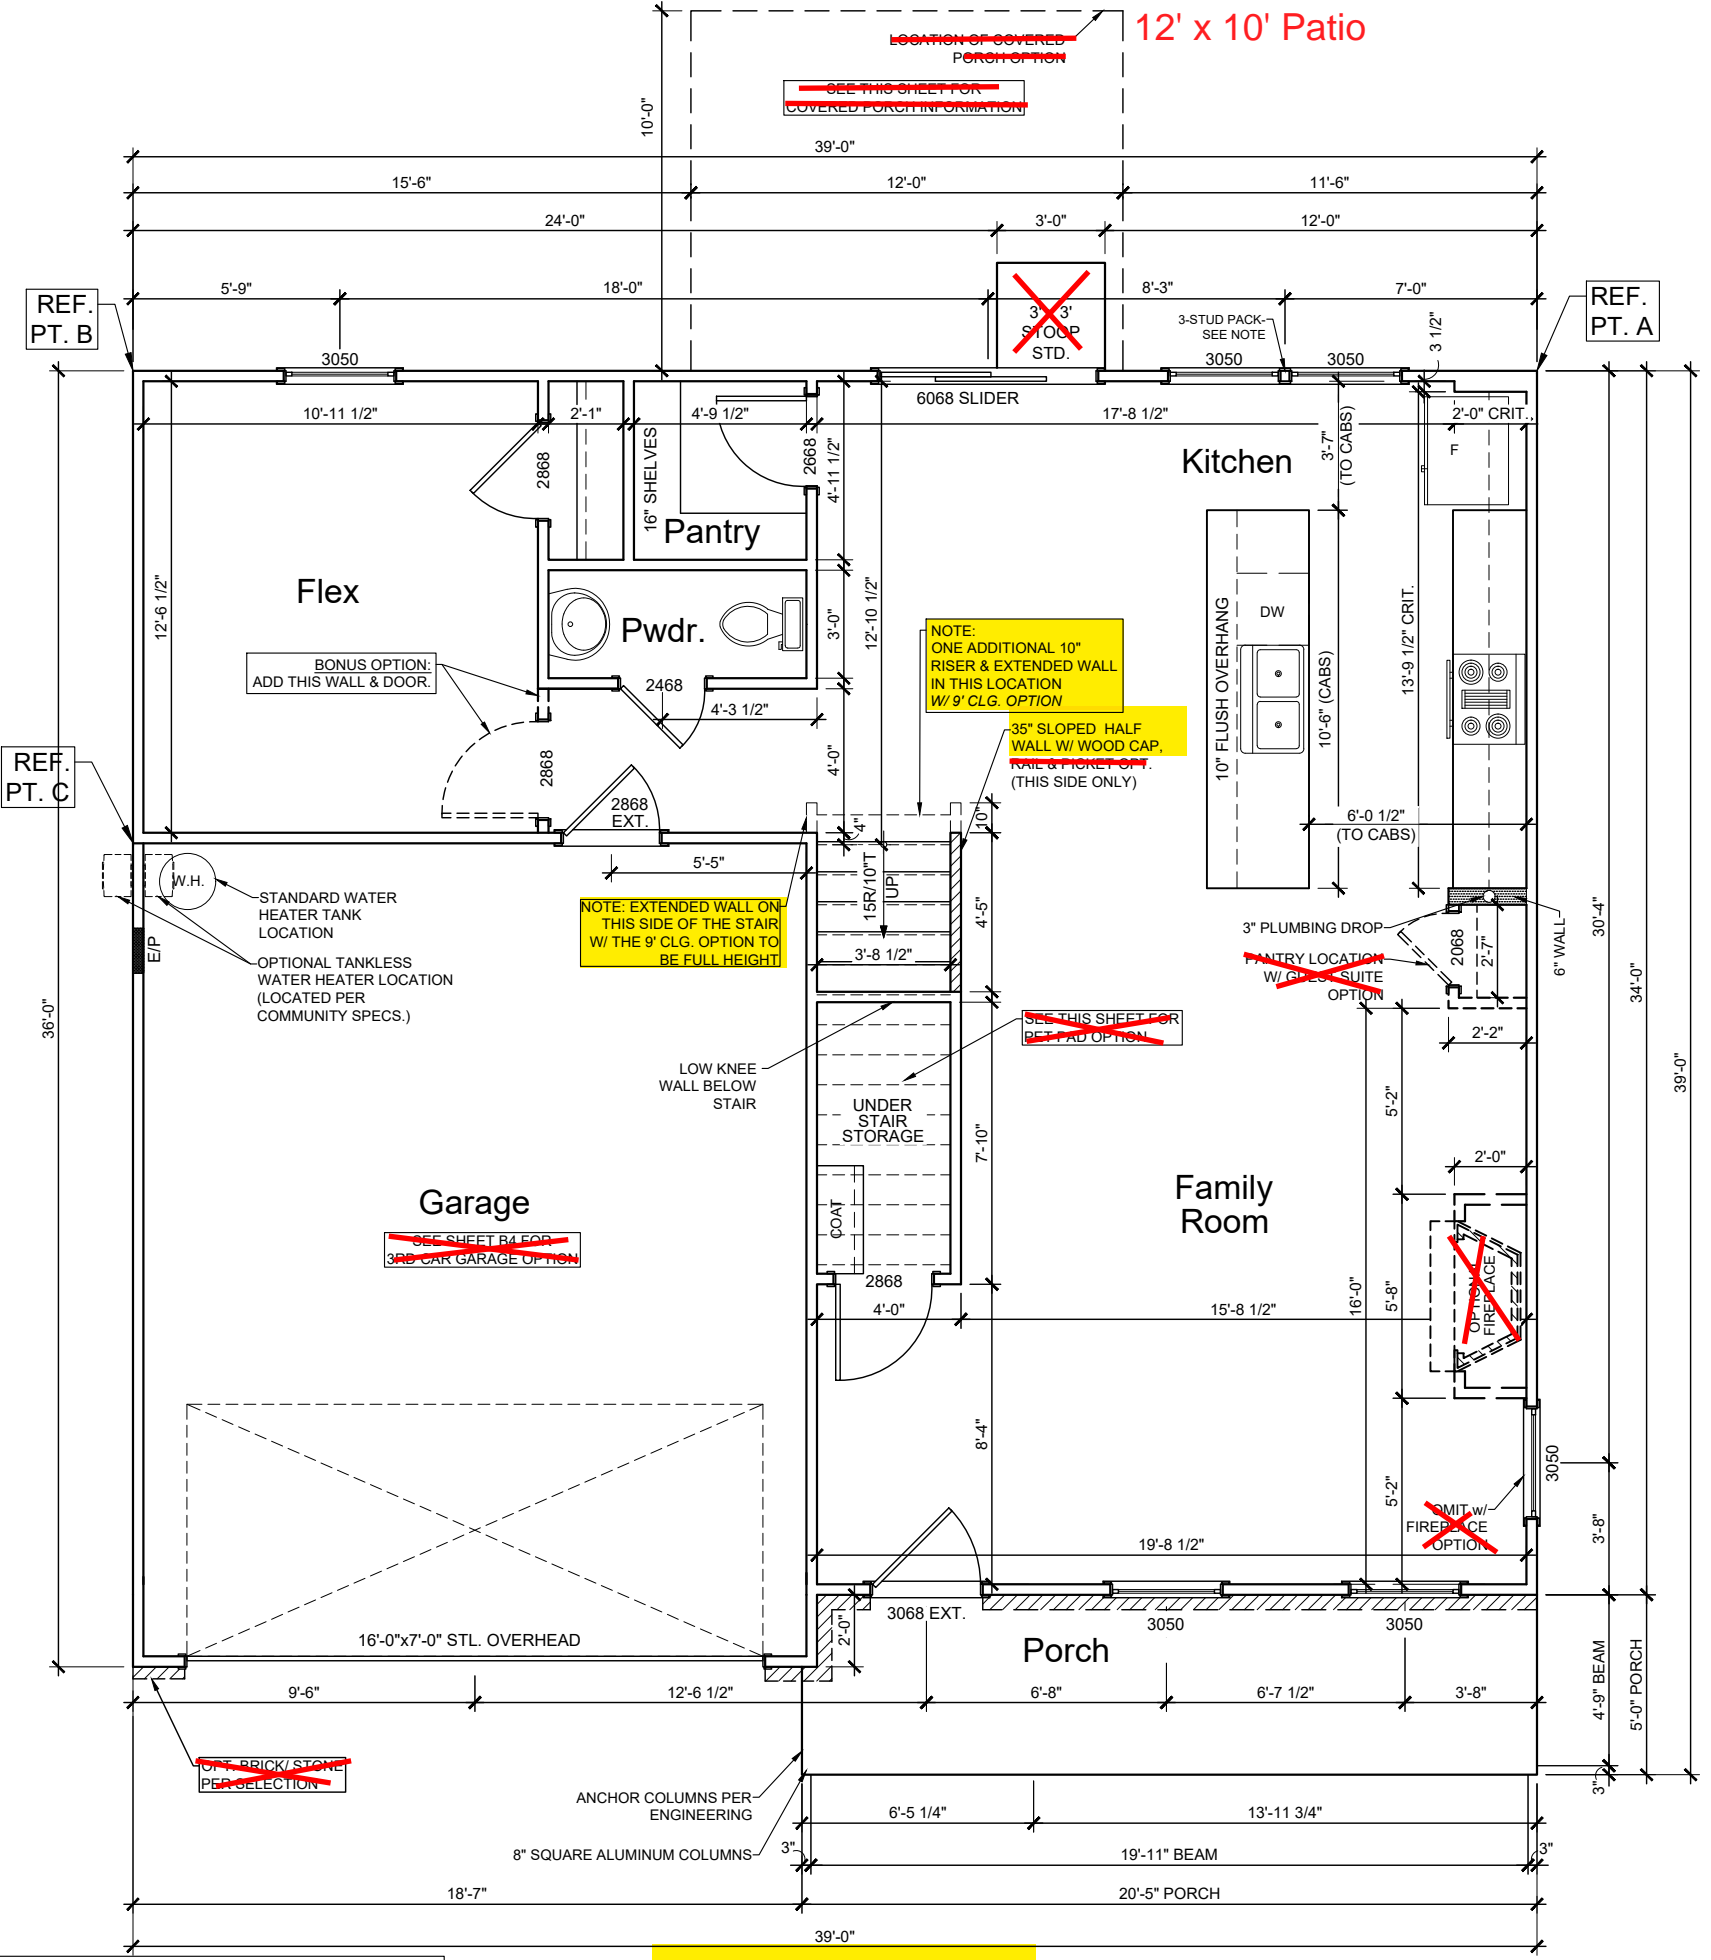 12' x 10' Patio
LOCATION OF COVERED
PORCH OPTION
SEE THIS SHEET FOR
COVERED PORCH INFORMATION
10'-0"
39'-0"
15'-6"
12'-0"
11'-6"
24'-0"
3'-0"
12'-0"
5'-9"
18'-0"
8'-3"
7'-0"
REF.
PT. B
REF.
PT. A
3' 3'
STOOP
STD.
3-STUD PACK-
SEE NOTE
3 1/2"
3050
3050
3050
6068 SLIDER
10'-11 1/2"
2'-1"
4'-9 1/2"
17'-8 1/2"
2'-0" CRIT.
3'-7"
(TO CABS)
F
Kitchen
2868
16" SHELVES
2668
4'-11 1/2"
Pantry
Flex
12'-6 1/2"
Pwdr.
3'-0"
12'-10 1/2"
10" FLUSH OVERHANG
DW
10'-6" (CABS)
13'-9 1/2" CRIT.
NOTE:
ONE ADDITIONAL 10"
RISER & EXTENDED WALL
IN THIS LOCATION
W/ 9' CLG. OPTION
BONUS OPTION:
ADD THIS WALL & DOOR.
2468
4'-3 1/2"
35" SLOPED HALF
WALL W/ WOOD CAP,
RAIL & PICKET OPT.
(THIS SIDE ONLY)
REF.
PT. C
2868
4'-0"
2868
EXT.
10"
4"
6'-0 1/2"
(TO CABS)
5'-5"
W.H.
STANDARD WATER
HEATER TANK
LOCATION
15R/10"T
UP
NOTE: EXTENDED WALL ON
THIS SIDE OF THE STAIR
W/ THE 9' CLG. OPTION TO
BE FULL HEIGHT
4'-5"
3'-8 1/2"
E/P
OPTIONAL TANKLESS
WATER HEATER LOCATION
(LOCATED PER
COMMUNITY SPECS.)
3" PLUMBING DROP
2068
2'-7"
6" WALL
PANTRY LOCATION
W/ GUEST SUITE
OPTION
30'-4"
34'-0"
36'-0"
39'-0"
SEE THIS SHEET FOR
PET PAD OPTION
2'-2"
LOW KNEE
WALL BELOW
STAIR
UNDER
STAIR
STORAGE
5'-2"
7'-10"
2'-0"
Garage
SEE SHEET B4 FOR
3RD CAR GARAGE OPTION
Family
Room
COAT
2868
4'-0"
15'-8 1/2"
16'-0"
5'-8"
OPTIONAL
FIREPLACE
8'-4"
5'-2"
3050
OMIT w/
FIREPLACE
OPTION
3'-8"
19'-8 1/2"
3068 EXT.
3050
3050
2'-0"
16'-0"x7'-0" STL. OVERHEAD
Porch
9'-6"
12'-6 1/2"
6'-8"
6'-7 1/2"
3'-8"
4'-9" BEAM
5'-0" PORCH
OPT. BRICK/ STONE
PER SELECTION
3"
ANCHOR COLUMNS PER
ENGINEERING
6'-5 1/4"
13'-11 3/4"
8" SQUARE ALUMINUM COLUMNS
3"
19'-11" BEAM
3"
18'-7"
20'-5" PORCH
39'-0"